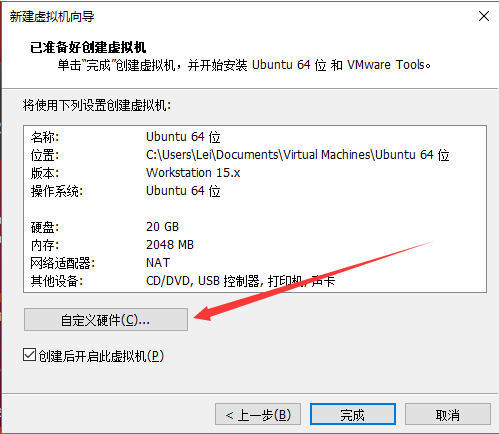 新建虚拟机向导
已准备好创建虚拟机
单击“完成”创建虚拟机，并开始安装 Ubuntu 64 位 和 VMware Tools。
将使用下列设置创建虚拟机:
名称: Ubuntu 64 位
位置: C:\Users\Lei\Documents\Virtual Machines\Ubuntu 64 位
版本: Workstation 15.x
操作系统: Ubuntu 64 位
硬盘: 20 GB
内存: 2048 MB
网络适配器: NAT
其他设备: CD/DVD, USB 控制器, 打印机, 声卡
自定义硬件(C)...
创建后开启此虚拟机(P)
< 上一步(B) 完成 取消